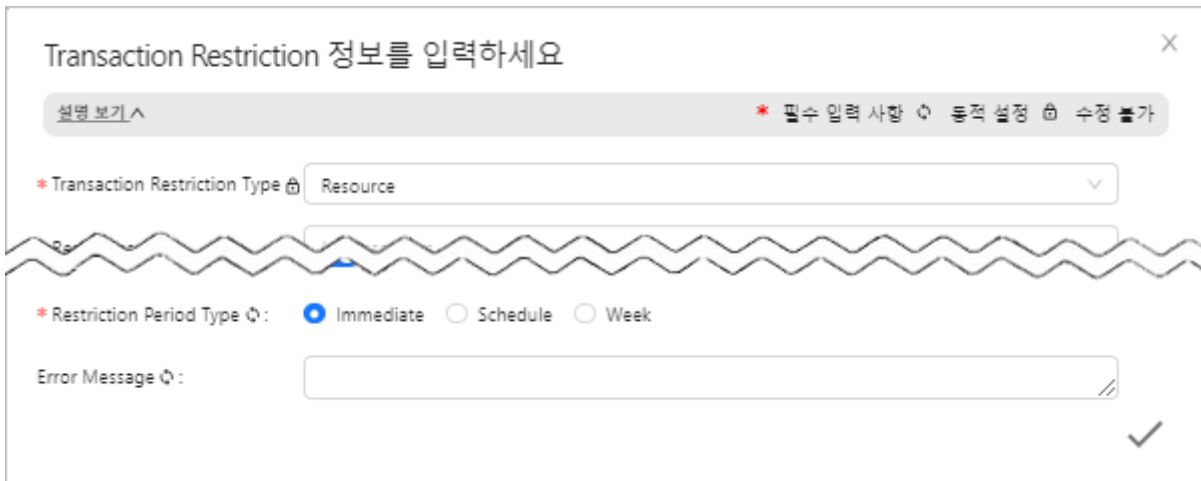 Transaction Restriction 정보를 입력하세요
설명 보기
* 필수 입력 사항 동적 설정 수정 불가
* Transaction Restriction Type
Resource
* Restriction Period Type :
Immediate Schedule Week
Error Message :